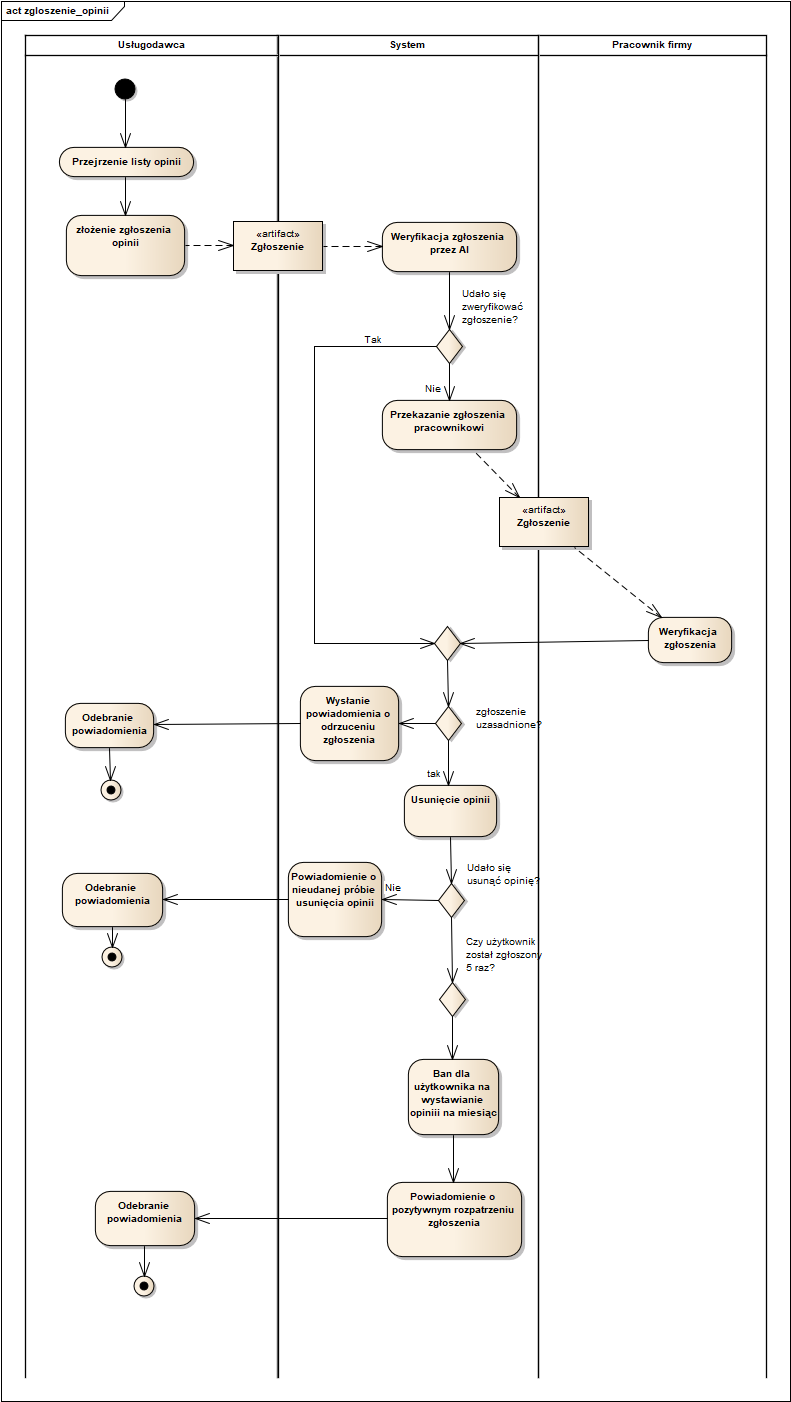 act zgloszenie_opinii
Usługodawca
System
Pracownik firmy
Przejrzenie listy opinii
złożenie zgłoszenia
opinii
«artifact»
Zgłoszenie
Weryfikacja zgłoszenia
przez AI
Udało się
zweryfikować
zgłoszenie?
Tak
Nie
Przekazanie zgłoszenia
pracownikowi
«artifact»
Zgłoszenie
Weryfikacja
zgłoszenia
zgłoszenie
uzasadnione?
Wysłanie
powiadomienia o
odrzuceniu
zgłoszenia
Odebranie
powiadomienia
tak
Usunięcie opinii
Udało się
usunąć opinię?
Nie
Powiadomienie o
nieudanej próbie
usunięcia opinii
Odebranie
powiadomienia
Czy użytkownik
został zgłoszony
5 raz?
Ban dla
użytkownika na
wystawianie
opiniii na miesiąc
Powiadomienie o
pozytywnym rozpatrzeniu
zgłoszenia
Odebranie
powiadomienia